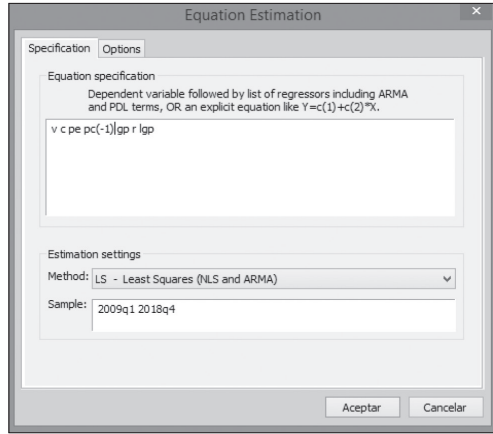 Equation Estimation
×
Specification
Options
Equation specification
Dependent variable followed by list of regressors including ARMA
and PDL terms, OR an explicit equation like Y=c(1)+c(2)*X.
v c pe pc(-1)gp r lgp
Estimation settings
Method:
LS - Least Squares (NLS and ARMA)
Sample:
2009q1 2018q4
Aceptar
Cancelar